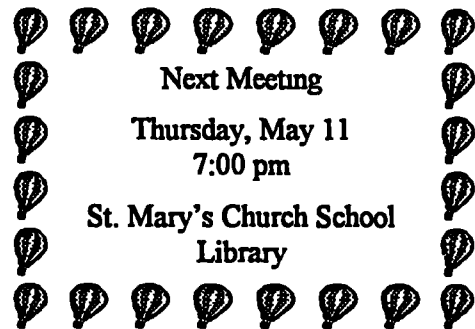 Next Meeting
Thursday, May 11
7:00 pm
St. Mary's Church School
Library